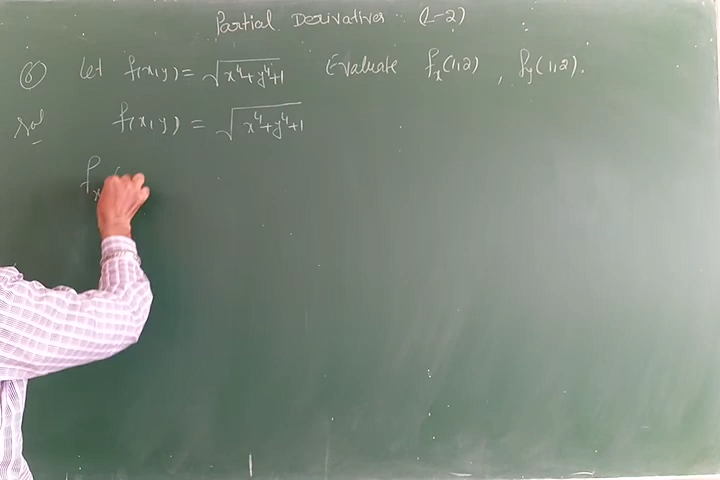 Partial Derivatives : (L-2)
⑧ Let f(x,y) = √(x⁴+y⁴+1) Evaluate fx(1,2) , fy(1,2).
Sol f(x,y) = √(x⁴+y⁴+1)
fx (